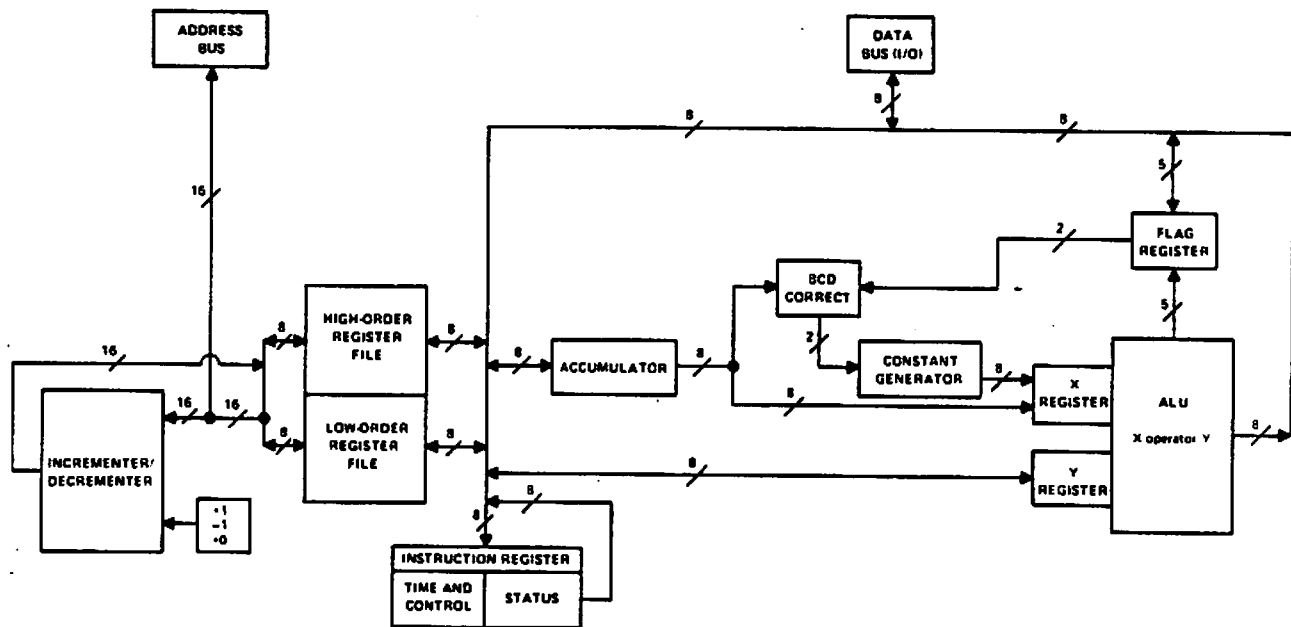 ADDRESS
BUS
DATA
BUS (I/O)
8
8
8
16
5
2
FLAG
REGISTER
BCD
CORRECT
5
HIGH-ORDER
REGISTER
FILE
8
8
16
8
ACCUMULATOR
8
2
CONSTANT
GENERATOR
8
X
REGISTER
ALU
X operator Y
8
16
16
8
LOW-ORDER
REGISTER
FILE
8
8
INCREMENTER/
DECREMENTER
8
Y
REGISTER
+1
-1
+0
8
8
INSTRUCTION REGISTER
TIME AND
CONTROL
STATUS